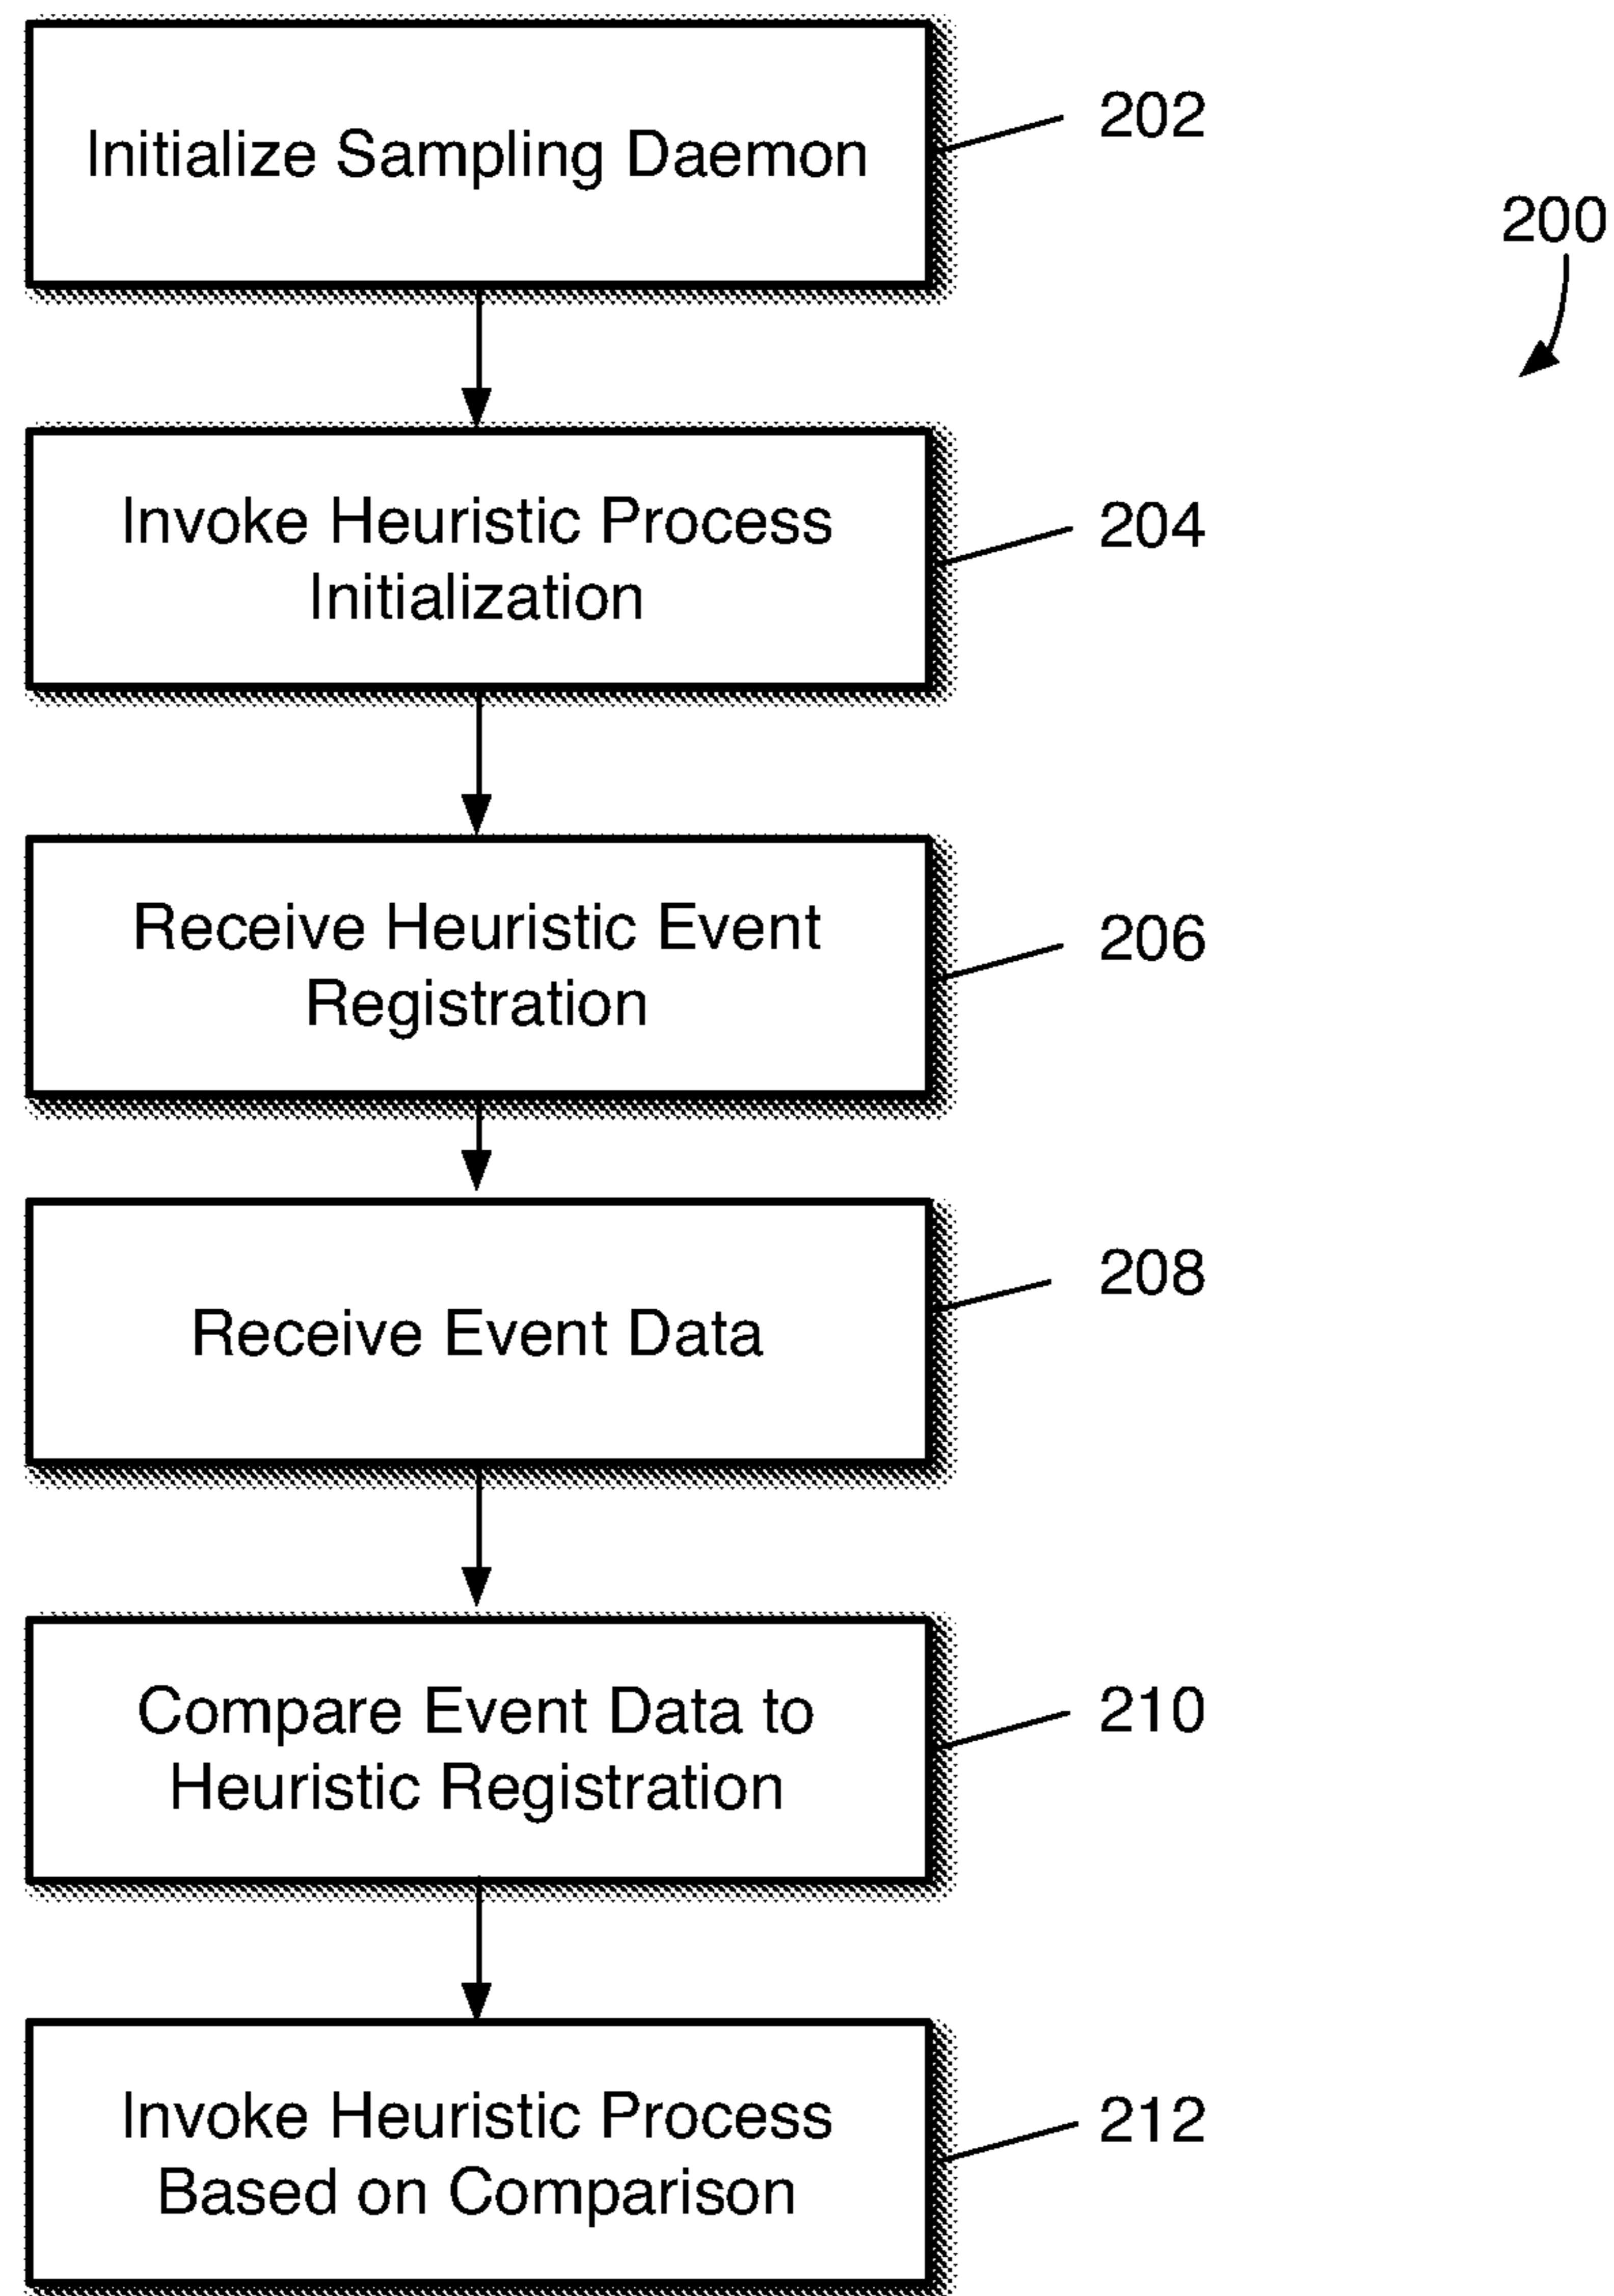 Initialize Sampling Daemon
202
200
Invoke Heuristic Process
Initialization
204
Receive Heuristic Event
Registration
206
Receive Event Data
208
Compare Event Data to
Heuristic Registration
210
Invoke Heuristic Process
Based on Comparison
212